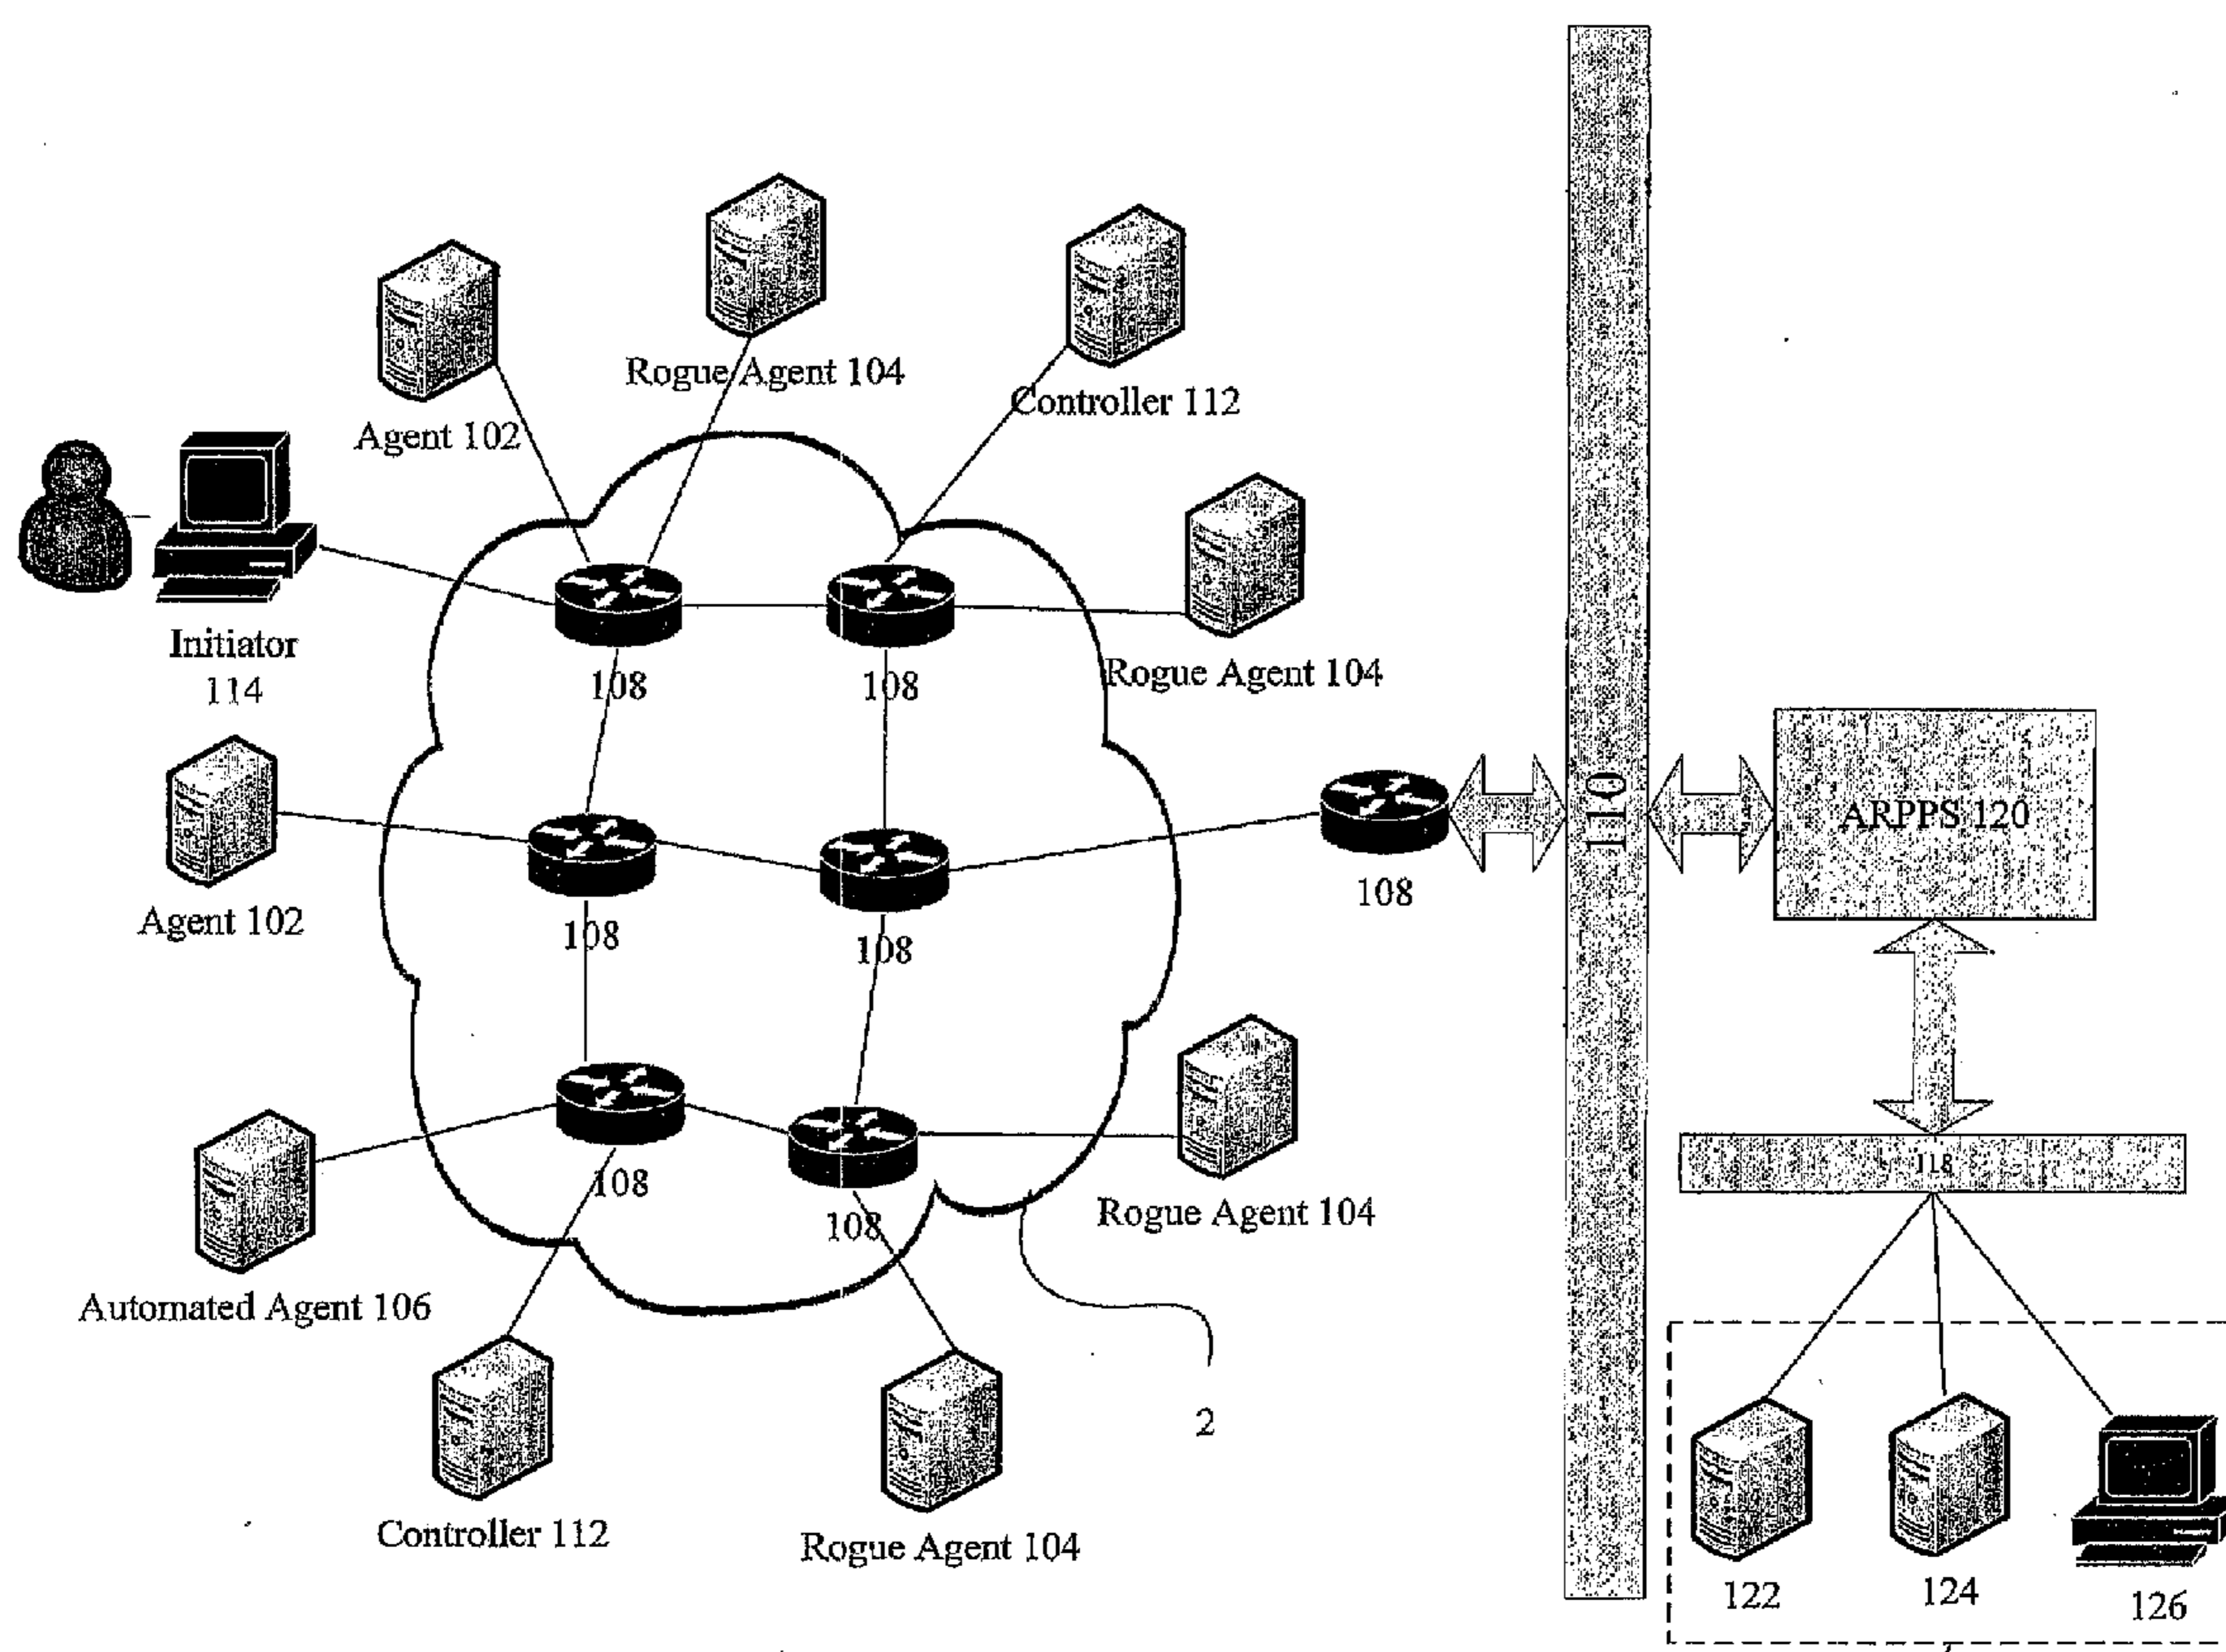 Rogue Agent 104
Controller 112
Agent 102
Initiator
114
108
108
Rogue Agent 104
110
ARPPS 120
108
Agent 102
108
108
118
108
108
Rogue Agent 104
Automated Agent 106
2
Controller 112
Rogue Agent 104
122
124
126